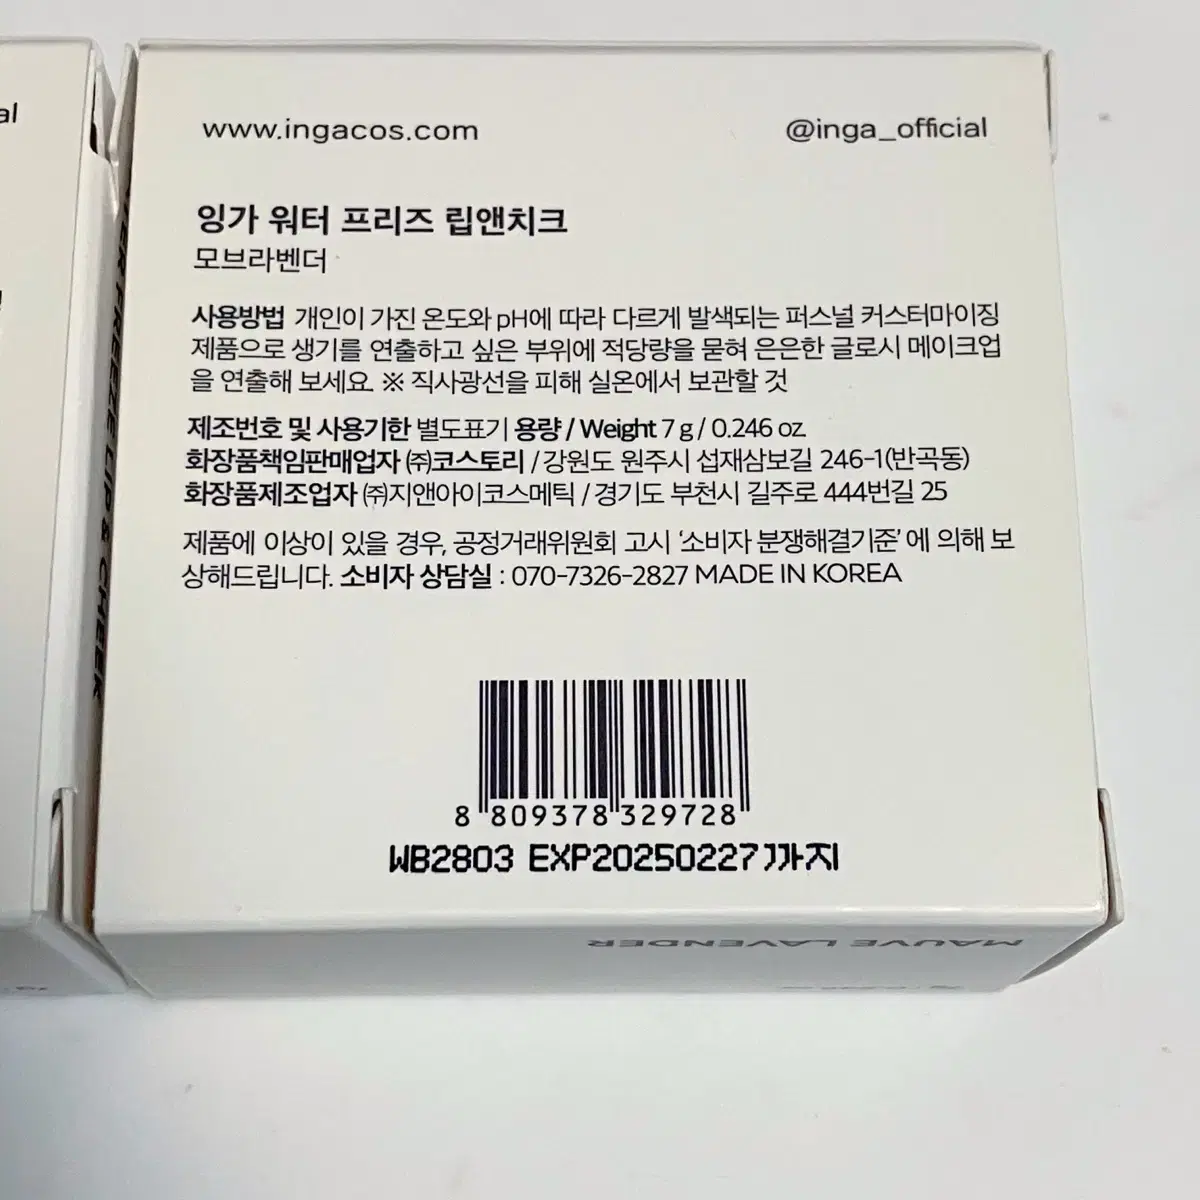 www.ingacos.com
@inga_official
잉가 워터 프리즈 립앤치크
모브라벤더
사용방법 개인이 가진 온도와 pH에 따라 다르게 발색되는 퍼스널 커스터마이징
제품으로 생기를 연출하고 싶은 부위에 적당량을 묻혀 은은한 글로시 메이크업
을 연출해 보세요. ※ 직사광선을 피해 실온에서 보관할 것
제조번호 및 사용기한 별도표기 용량 / Weight 7 g / 0.246 oz.
화장품책임판매업자 ㈜코스토리 / 강원도 원주시 섭재삼보길 246-1(반곡동)
화장품제조업자 ㈜지앤아이코스메틱 / 경기도 부천시 길주로 444번길 25
제품에 이상이 있을 경우, 공정거래위원회 고시 '소비자 분쟁해결기준' 에 의해 보
상해드립니다. 소비자 상담실 : 070-7326-2827 MADE IN KOREA
8 809378 329728
WB2803 EXP20250227까지
MAUVE LAVENDER
FREEZE LIP & CHEEK
al